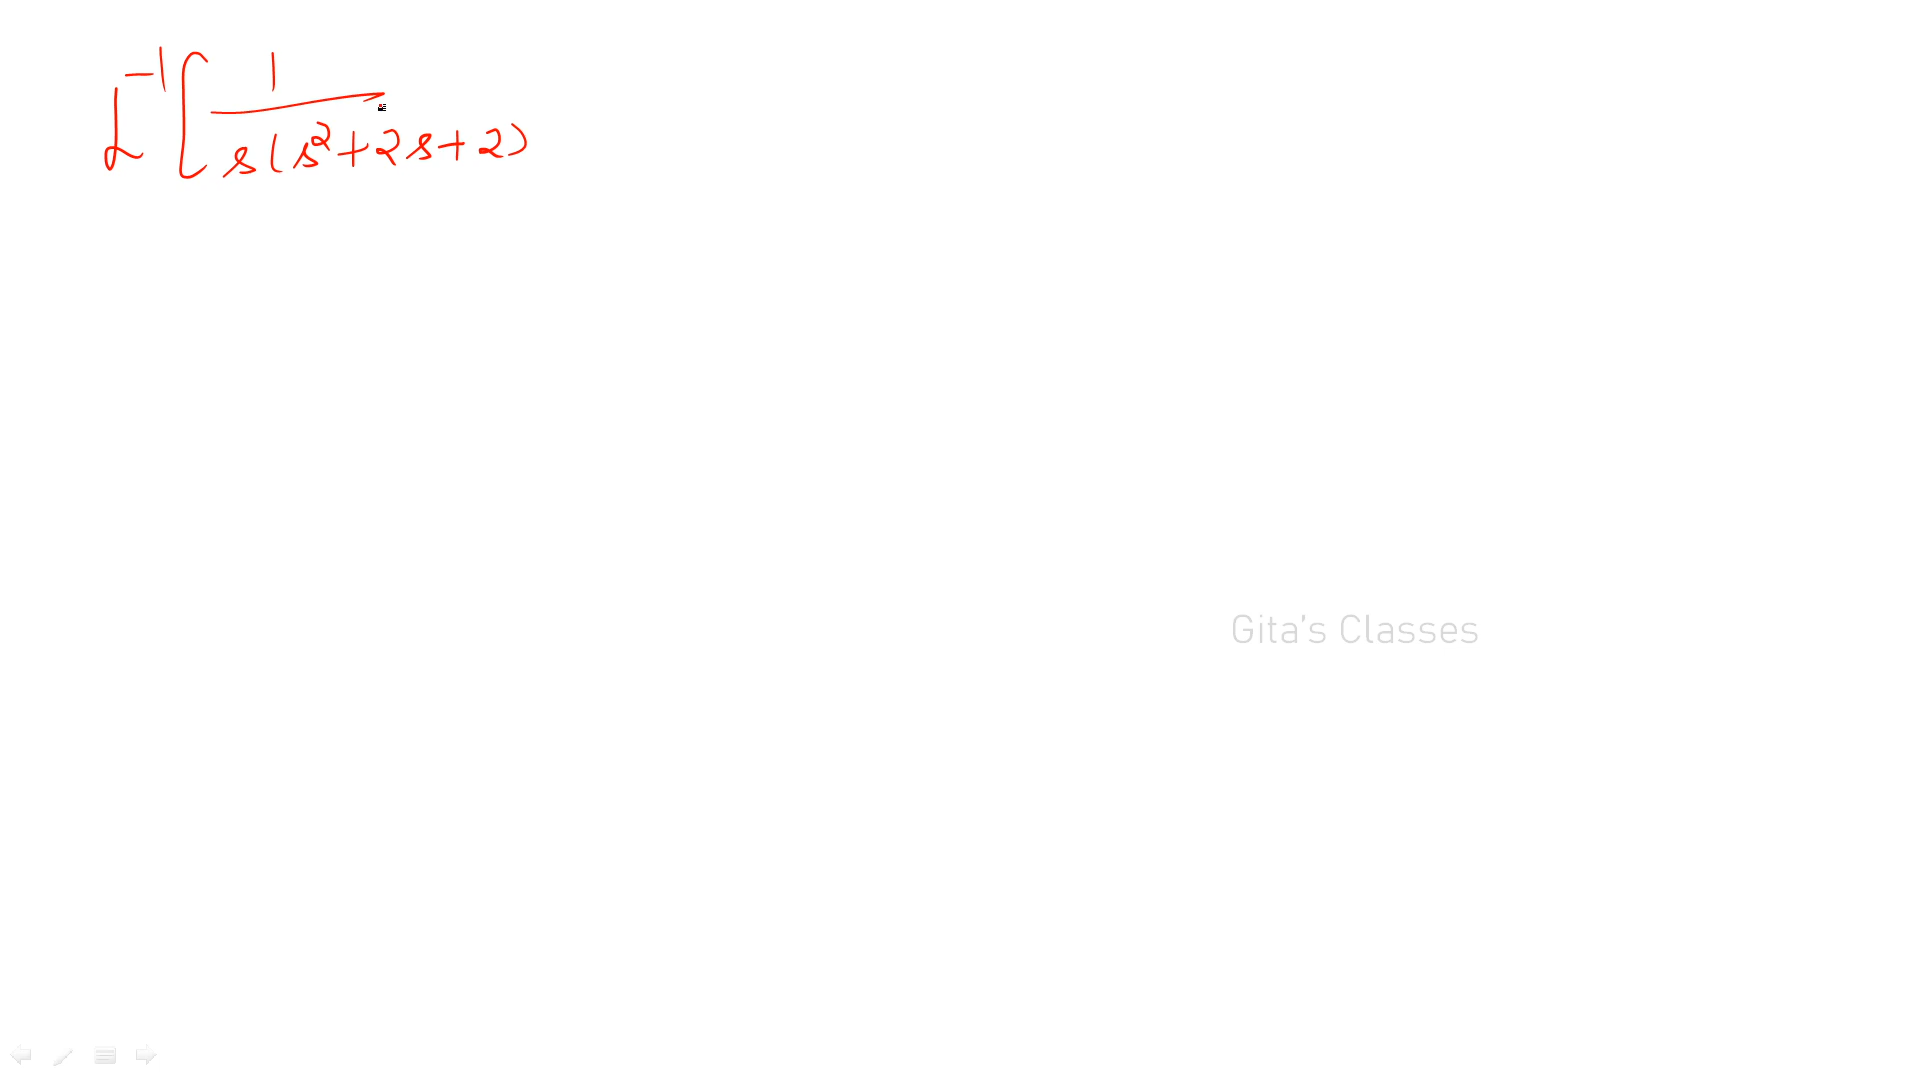 L⁻¹[ 1 / s(s²+2s+2)
Gita's Classes